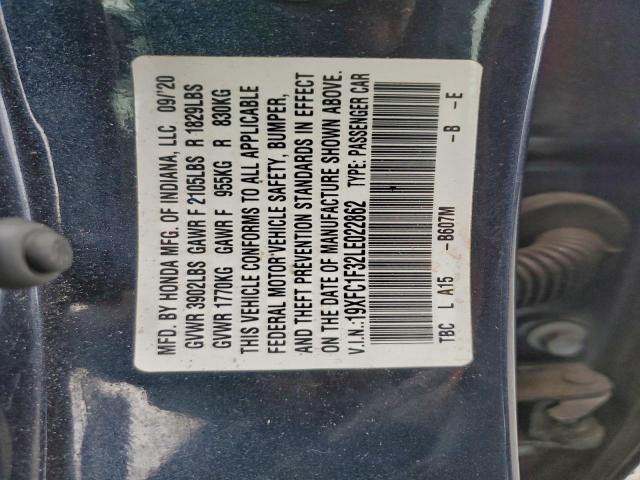 MFD. BY HONDA MFG. OF INDIANA, LLC 09/'20
GVWR 3902LBS GAWR F 2105LBS R 1829LBS
GVWR 1770KG GAWR F 955KG R 830KG
THIS VEHICLE CONFORMS TO ALL APPLICABLE
FEDERAL MOTOR VEHICLE SAFETY, BUMPER,
AND THEFT PREVENTION STANDARDS IN EFFECT
ON THE DATE OF MANUFACTURE SHOWN ABOVE.
V.I.N.:19XFC1F32LE022862 TYPE: PASSENGER CAR
TBC L A15 -B607M -B -E